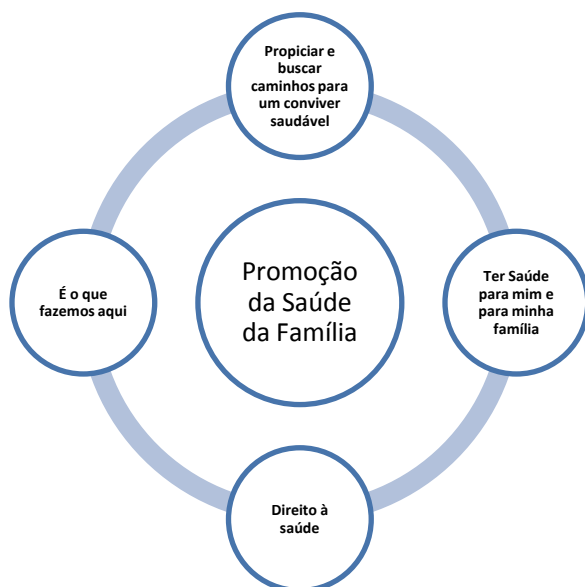 Propiciar e
buscar
caminhos para
um conviver
saudável
É o que
fazemos aqui
Promoção
da Saúde
da Família
Ter Saúde
para mim e
para minha
família
Direito à
saúde